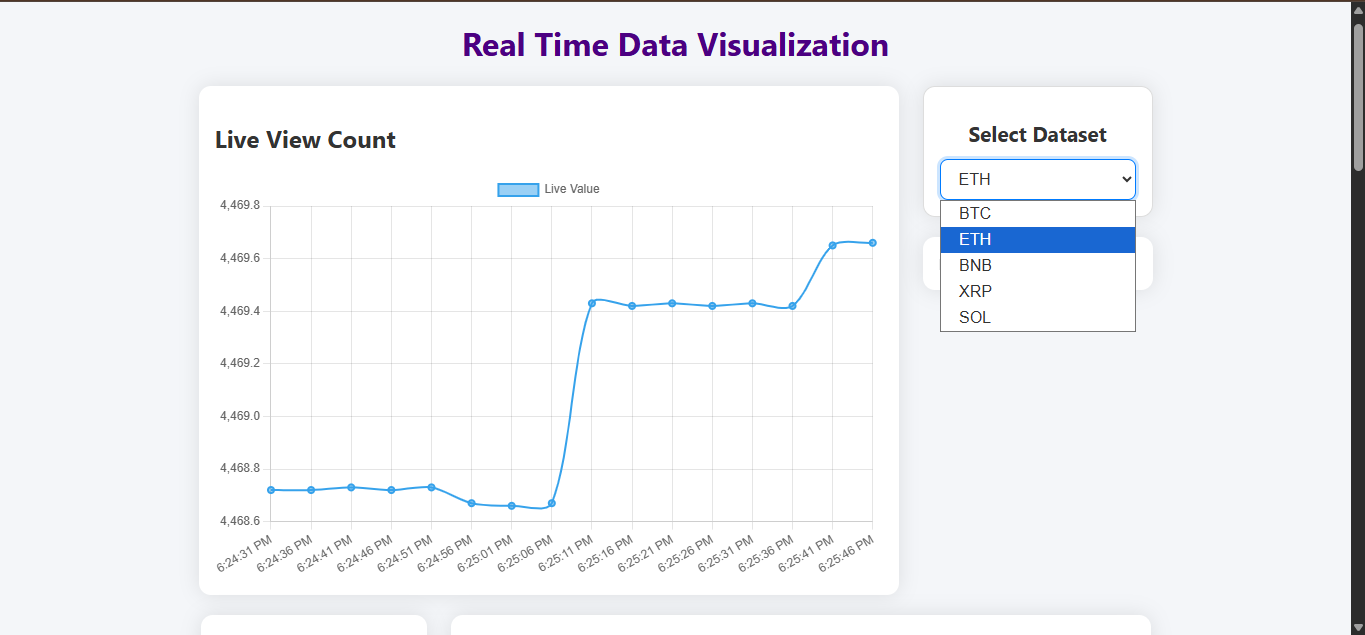 Real Time Data Visualization
Live View Count
Live Value
4,469.8
4,469.6
4,469.4
4,469.2
4,469.0
4,468.8
4,468.6
6:24:31 PM
6:24:36 PM
6:24:41 PM
6:24:46 PM
6:24:51 PM
6:24:56 PM
6:25:01 PM
6:25:06 PM
6:25:11 PM
6:25:16 PM
6:25:21 PM
6:25:26 PM
6:25:31 PM
6:25:36 PM
6:25:41 PM
6:25:46 PM
Select Dataset
ETH
BTC
ETH
BNB
XRP
SOL